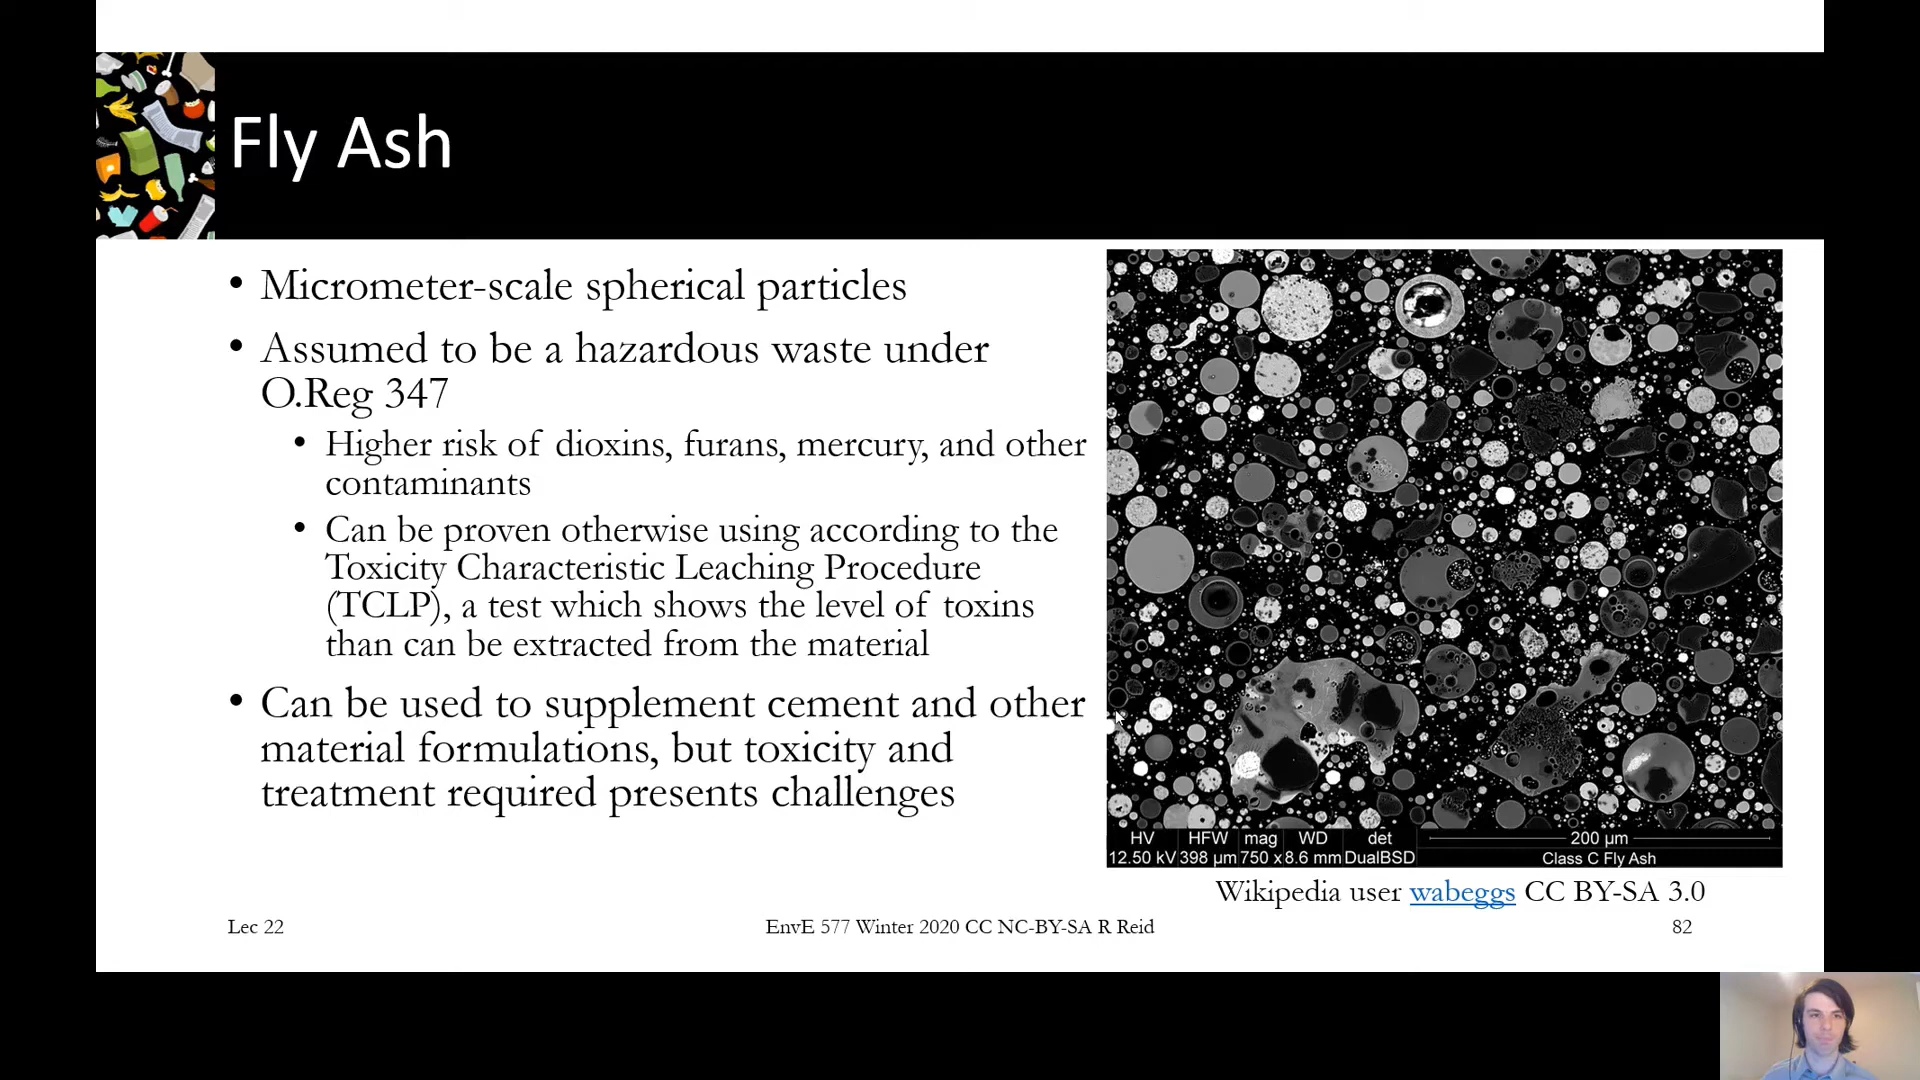 Fly Ash
• Micrometer-scale spherical particles
• Assumed to be a hazardous waste under
O.Reg 347
• Higher risk of dioxins, furans, mercury, and other
contaminants
• Can be proven otherwise using according to the
Toxicity Characteristic Leaching Procedure
(TCLP), a test which shows the level of toxins
than can be extracted from the material
• Can be used to supplement cement and other
material formulations, but toxicity and
treatment required presents challenges
HV HFW mag WD det 200 µm
12.50 kV 398 µm 750 x 8.6 mm DualBSD Class C Fly Ash
Wikipedia user wabeggs CC BY-SA 3.0
Lec 22 EnvE 577 Winter 2020 CC NC-BY-SA R Reid 82